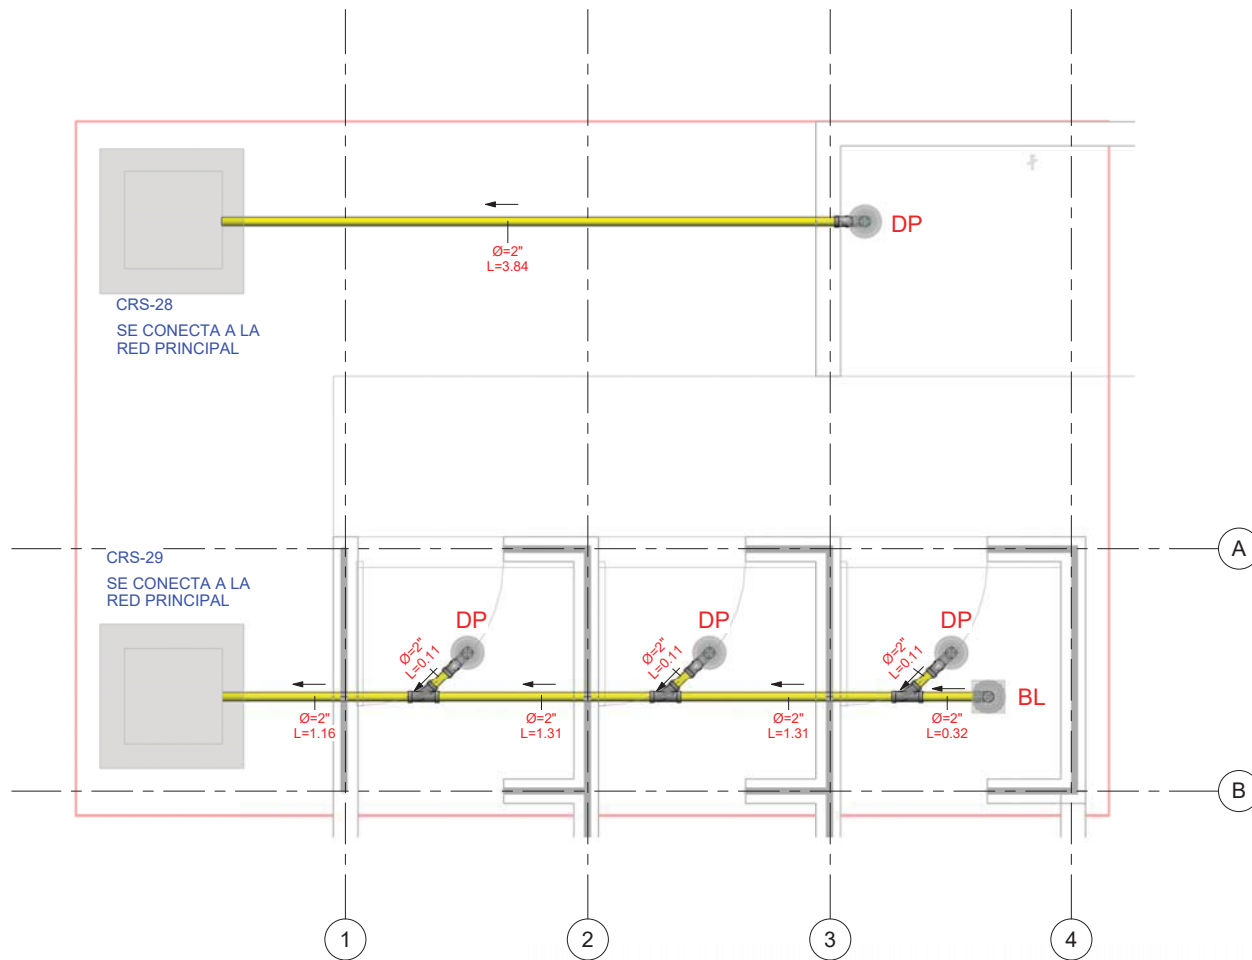 DP
Ø=2"
L=3.84
CRS-28
SE CONECTA A LA
RED PRINCIPAL
A
CRS-29
SE CONECTA A LA
RED PRINCIPAL
DP
DP
DP
Ø=2"
L=0.11
Ø=2"
L=0.11
Ø=2"
L=0.11
BL
Ø=2"
L=1.16
Ø=2"
L=1.31
Ø=2"
L=1.31
Ø=2"
L=0.32
B
1
2
3
4